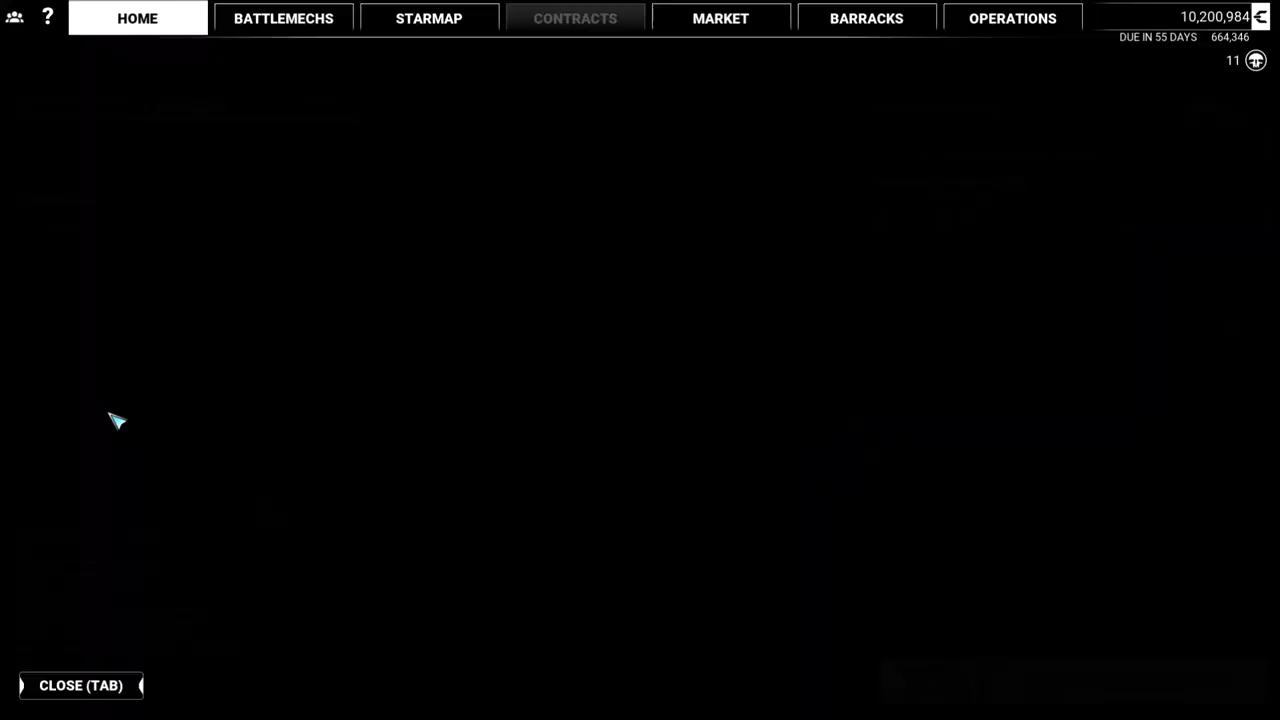 ? HOME BATTLEMECHS STARMAP CONTRACTS MARKET BARRACKS OPERATIONS 10,200,984
DUE IN 55 DAYS 664,346
11
CLOSE (TAB)